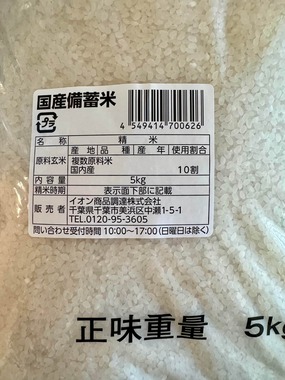 国産備蓄米
プラ
4 549414 700626
名称 精米
原料玄米 産地 品種 産年 使用割合
複数原料米
国内産 10割
内容量 5kg
精米時期 表示面下部に記載
販売者 イオン商品調達株式会社
千葉県千葉市美浜区中瀬1-5-1
TEL.0120-95-3605
問い合わせ受付時間 10:00~17:00(日曜日は除く)
正味重量 5kg